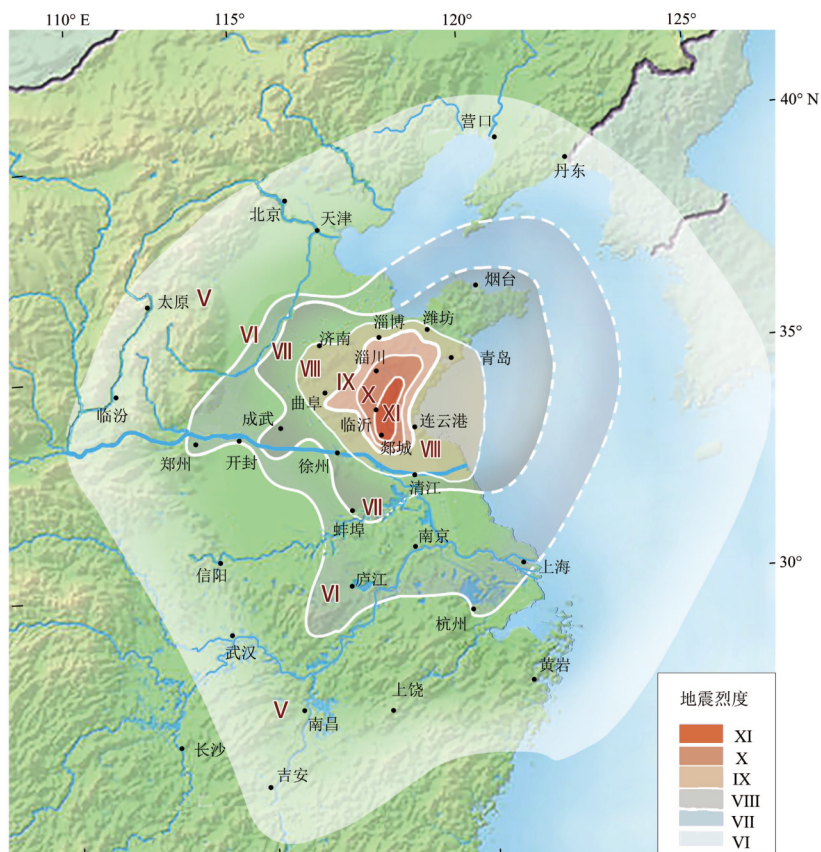 110° E
115°
120°
125°
40° N
营口
丹东
北京
天津
烟台
太原
V
VI
VII
济南
淄博
潍坊
35°
VIII
淄川
青岛
IX
X
曲阜
临汾
XI
成武
临沂
连云港
郯城
VIII
郑州
开封
徐州
清江
VII
蚌埠
南京
信阳
庐江
上海
30°
VI
杭州
武汉
黄岩
上饶
V
南昌
长沙
吉安
地震烈度
XI
X
IX
VIII
VII
VI